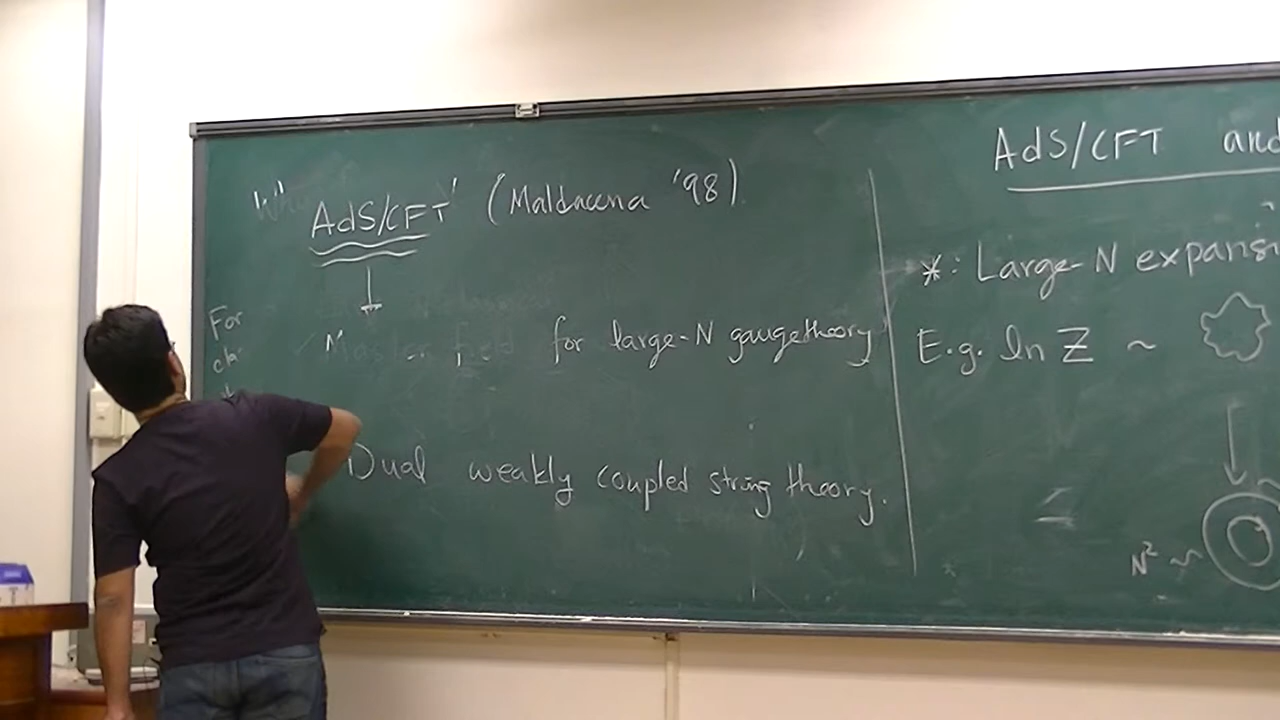 AdS/CFT' (Maldacena '98)
For
for large-N gauge theory
Dual weakly coupled string theory.
AdS/CFT and
*: Large-N expansi
E.g. ln Z ~
N² ~